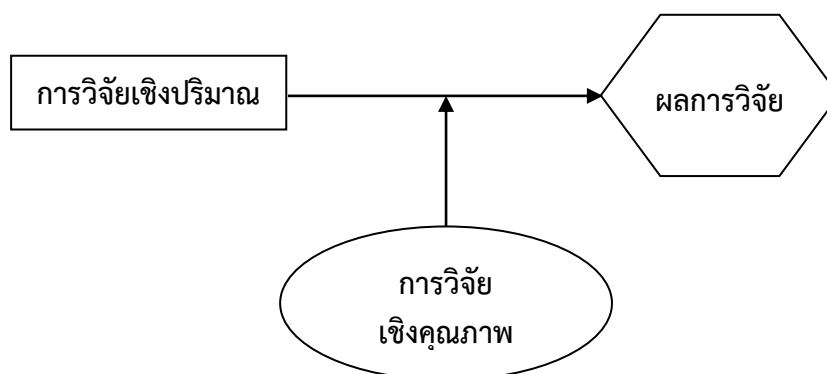 การวิจัยเชิงปริมาณ
ผลการวิจัย
การวิจัย
เชิงคุณภาพ